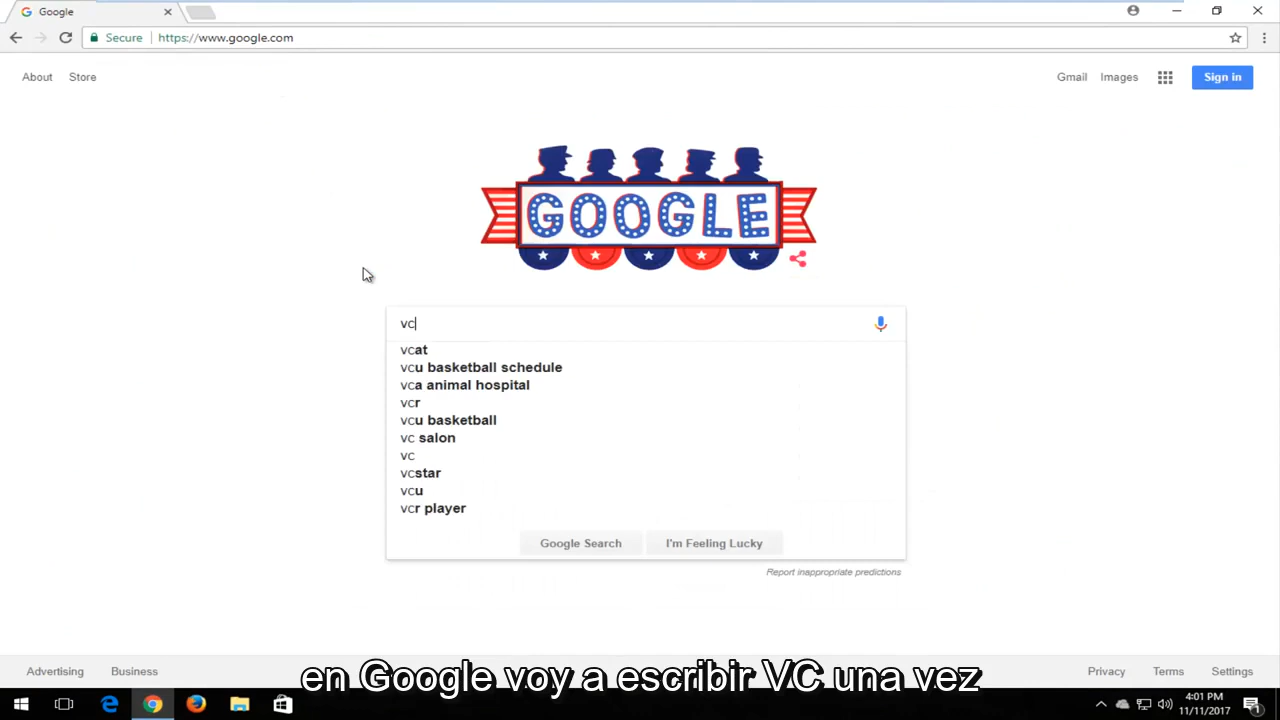 Google
Secure
https://www.google.com
About
Store
Gmail
Images
Sign in
GOOGLE
vc
vcat
vcu basketball schedule
vca animal hospital
vcr
vcu basketball
vc salon
vc
vcstar
vcu
vcr player
Google Search
I'm Feeling Lucky
Report inappropriate predictions
Advertising
Business
Privacy
Terms
Settings
en Google voy a escribir VC una vez
4:01 PM
11/11/2017
1